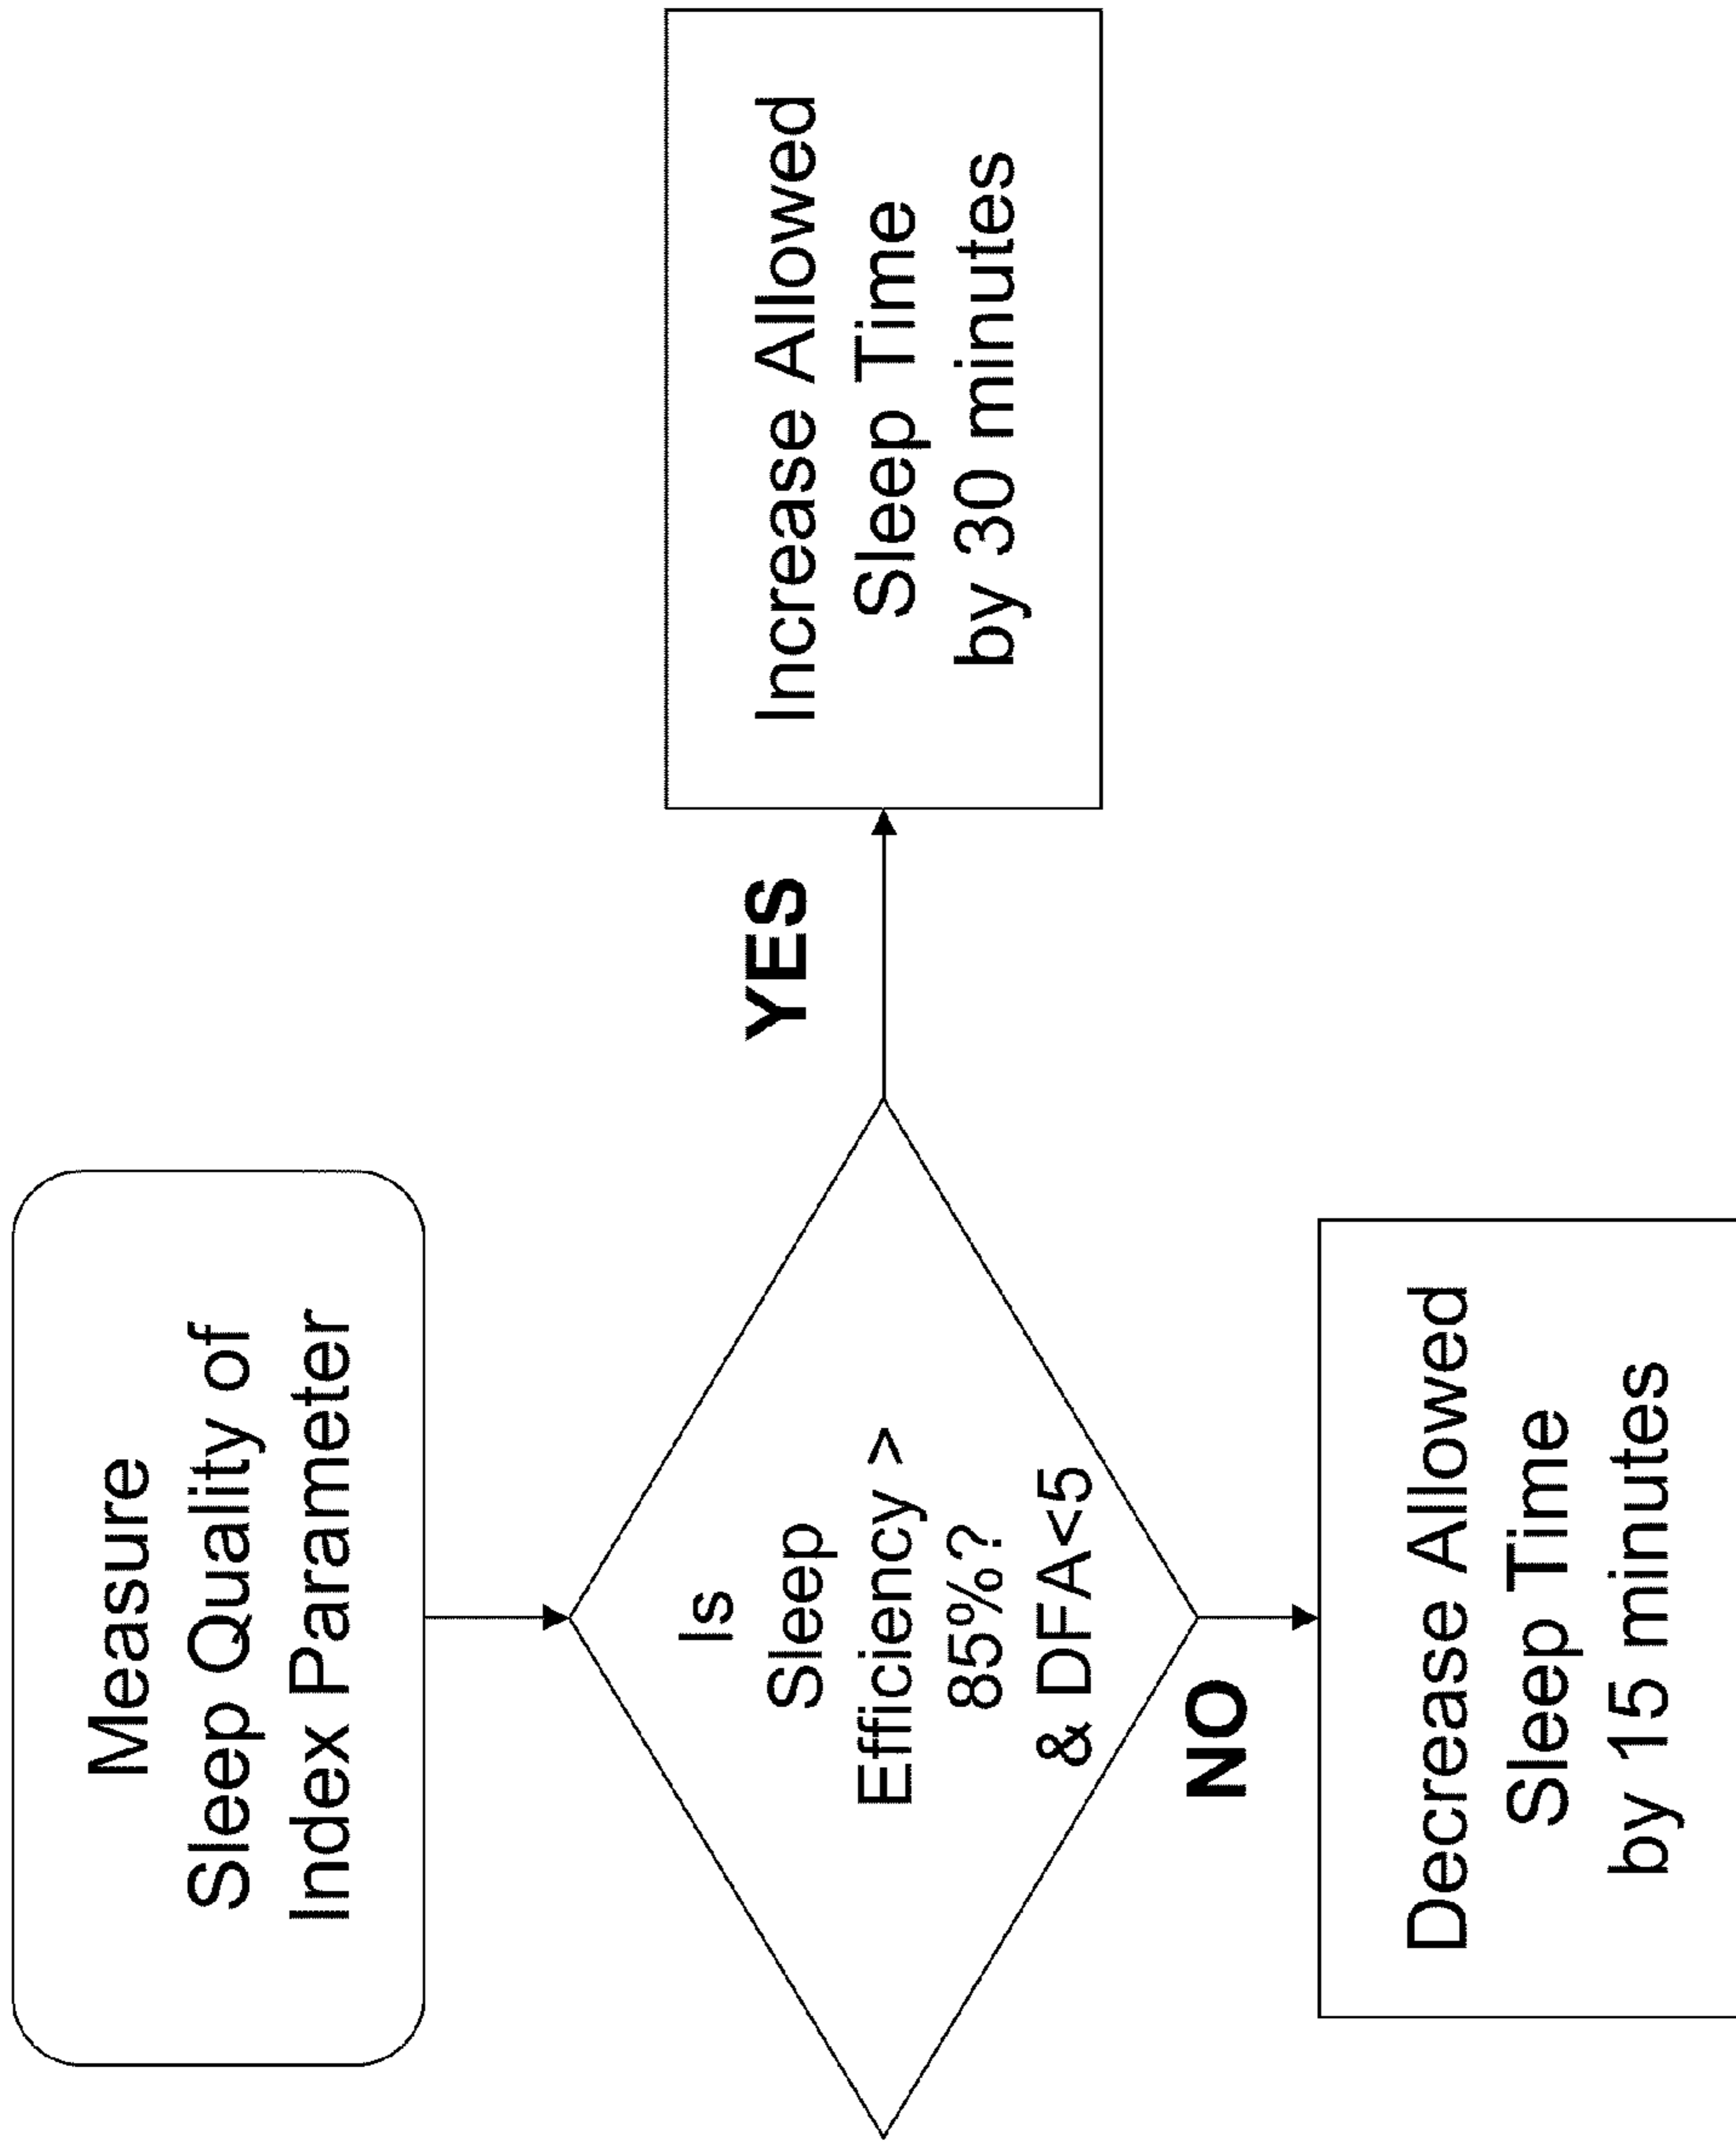 Measure
Sleep Quality of
Index Parameter
Is
Sleep
Efficiency >
85%?
& DFA<5
YES
Increase Allowed
Sleep Time
by 30 minutes
NO
Decrease Allowed
Sleep Time
by 15 minutes